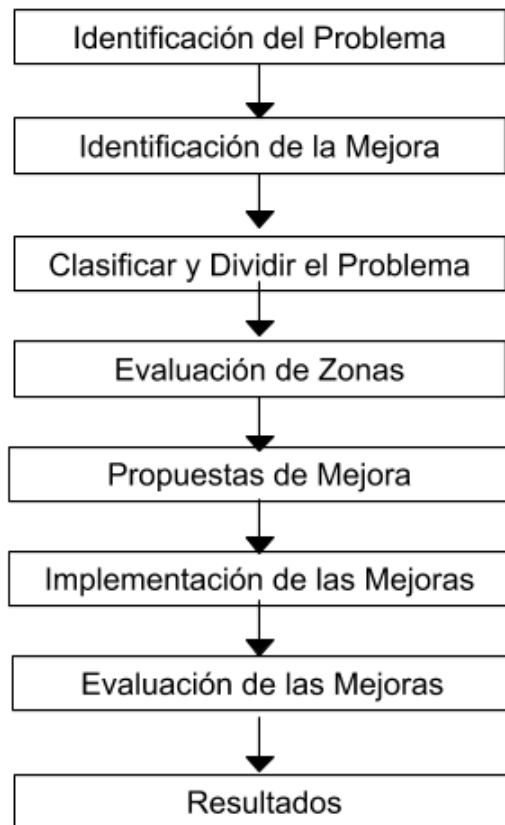 Identificación del Problema
Identificación de la Mejora
Clasificar y Dividir el Problema
Evaluación de Zonas
Propuestas de Mejora
Implementación de las Mejoras
Evaluación de las Mejoras
Resultados